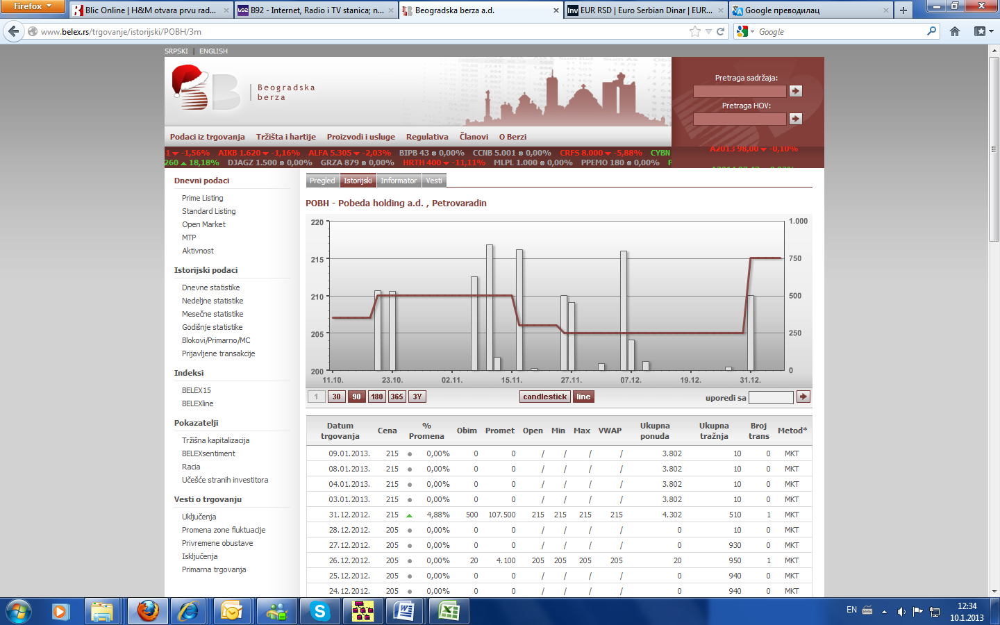 Firefox
Blic Online | H&M otvara prvu rad...
B92 - Internet, Radio i TV stanica; n...
Beogradska berza a.d.
EUR RSD | Euro Serbian Dinar | EUR...
Google преводилац
www.belex.rs/trgovanje/istorijski/POBH/3m
Google
SRPSKI | ENGLISH
Beogradska
berza
Pretraga sadržaja:
Pretraga HOV:
Podaci iz trgovanja Tržišta i hartije Proizvodi i usluge Regulativa Članovi O Berzi
1 -1,56% AIKB 1.620 -1,16% ALFA 5.305 -2,03% BIPB 43 0,00% CCNB 5.001 0,00% CRFS 8.000 -5,88% CYBN
260 18,18% DJAGZ 1.500 0,00% GRZA 879 0,00% HRTH 400 -11,11% MLPL 1.000 0,00% PPEMO 180 0,00%
A2013 98,00 -0,10%
Dnevni podaci
Prime Listing
Standard Listing
Open Market
MTP
Aktivnost
Istorijski podaci
Dnevne statistike
Nedeljne statistike
Mesečne statistike
Godišnje statistike
Blokovi/Primarno/MC
Prijavljene transakcije
Indeksi
BELEX15
BELEXline
Pokazatelji
Tržišna kapitalizacija
BELEXsentiment
Racia
Učešće stranih investitora
Vesti o trgovanju
Uključenja
Promena zone fluktuacije
Privremene obustave
Isključenja
Primarna trgovanja
Pregled Istorijski Informator Vesti
POBH - Pobeda holding a.d. , Petrovaradin
220 1.000
215 750
210 500
205 250
200 0
11.10. 23.10. 02.11. 15.11. 27.11. 07.12. 19.12. 31.12.
1 30 90 180 365 3Y candlestick line uporedi sa
Datum trgovanja Cena % Promena Obim Promet Open Min Max VWAP Ukupna ponuda Ukupna tražnja Broj trans Metod*
09.01.2013. 215 0,00% 0 0 / / / / 3.802 10 0 MKT
08.01.2013. 215 0,00% 0 0 / / / / 3.802 10 0 MKT
04.01.2013. 215 0,00% 0 0 / / / / 3.802 10 0 MKT
03.01.2013. 215 0,00% 0 0 / / / / 3.802 10 0 MKT
31.12.2012. 215 4,88% 500 107.500 215 215 215 215 4.302 510 1 MKT
28.12.2012. 205 0,00% 0 0 / / / / 0 10 0 MKT
27.12.2012. 205 0,00% 0 0 / / / / 0 930 0 MKT
26.12.2012. 205 0,00% 20 4.100 205 205 205 205 20 950 1 MKT
25.12.2012. 205 0,00% 0 0 / / / / 0 940 0 MKT
24.12.2012. 205 0,00% 0 0 / / / / 0 940 0 MKT
EN
12:34
10.1.2013